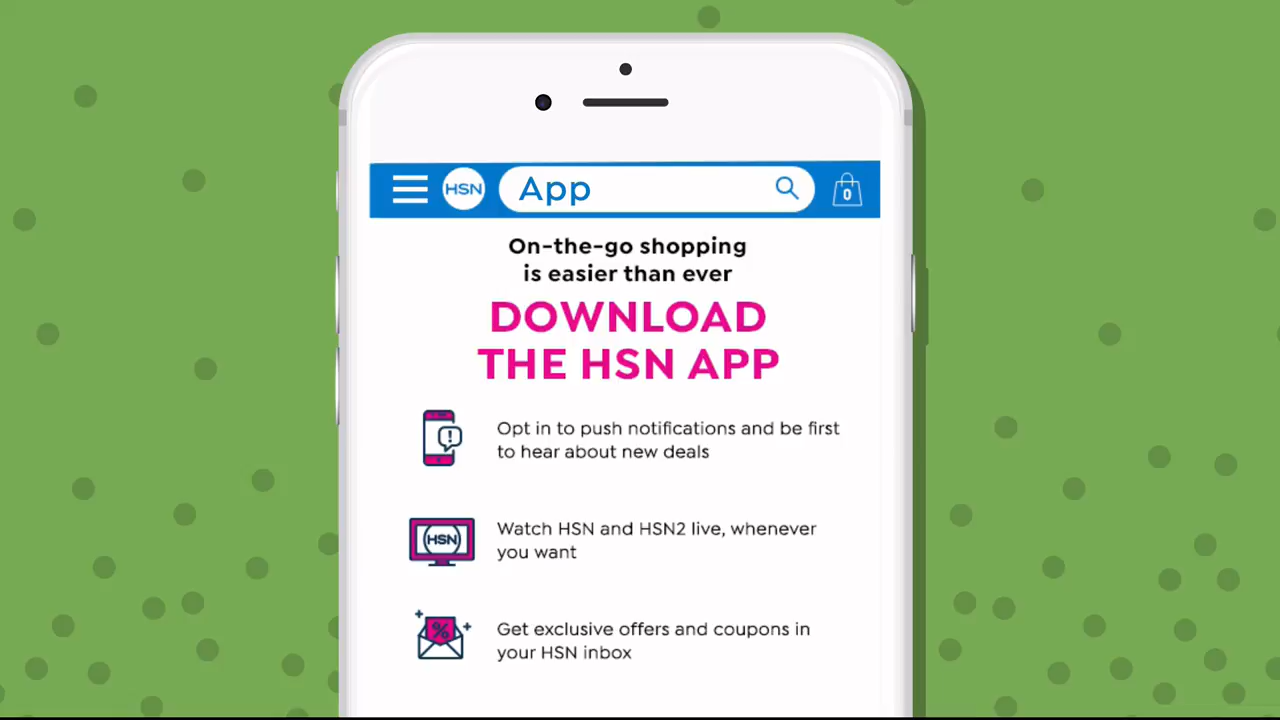 HSN
App
0
On-the-go shopping
is easier than ever
DOWNLOAD
THE HSN APP
!
Opt in to push notifications and be first
to hear about new deals
HSN
Watch HSN and HSN2 live, whenever
you want
%
Get exclusive offers and coupons in
your HSN inbox